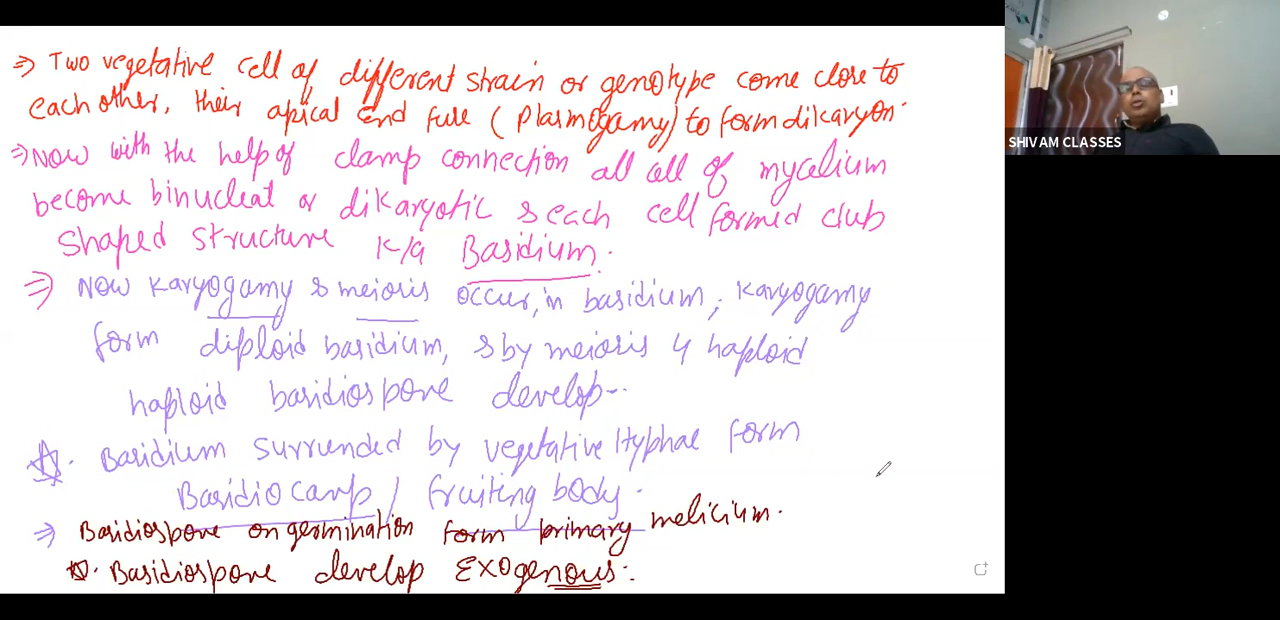 ⇒ Two vegetative cell of different strain or genotype come close to
each other, their apical end fuse (Plasmogamy) to form dikaryon.
⇒ Now with the help of clamp connection all cell of mycelium
become binucleat or dikaryotic & each cell formed club
shaped structure K/a Basidium.
⇒ Now Karyogamy & meiosis occur, in basidium, Karyogamy
form diploid basidium, & by meiosis 4 haploid
haploid basidiospore develop..
☆. Basidium surrunded by vegetative Hyphae form
Basidiocarp / fruiting body.
⇒ Basidiospore on germination form primary melicium.
☆. Basidiospore develop Exogenous.
SHIVAM CLASSES